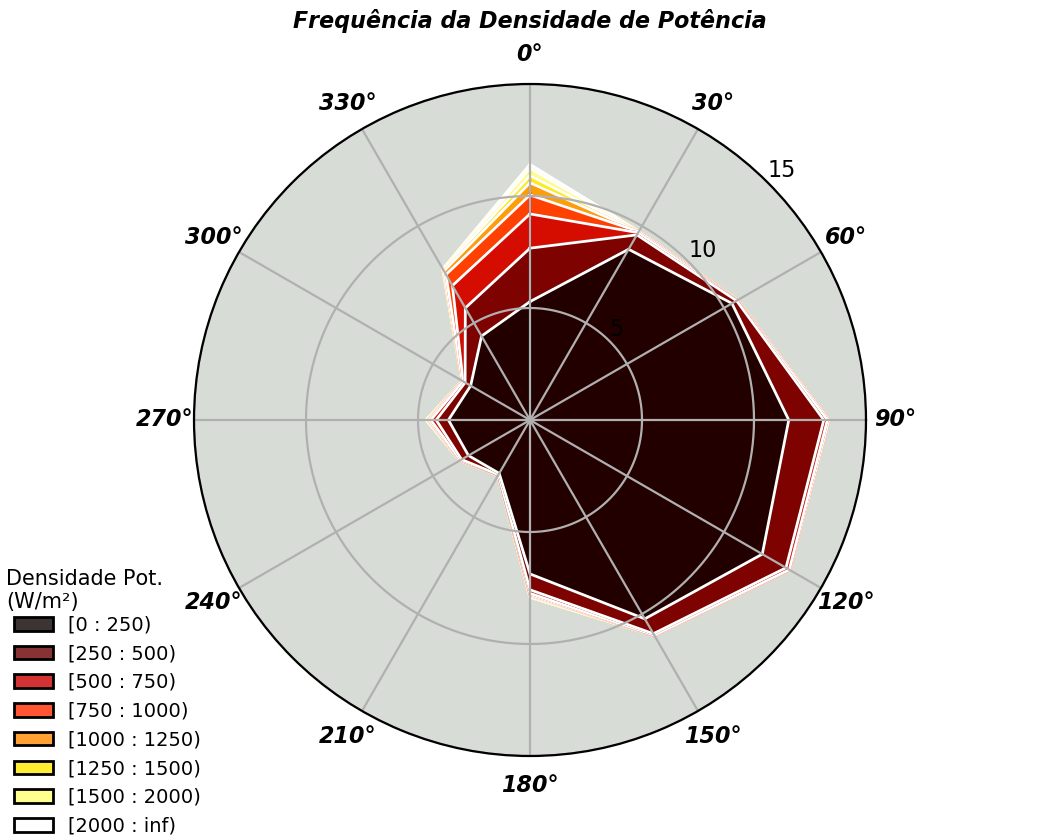 Frequência da Densidade de Potência
0°
330°
30°
15
300°
60°
10
5
270°
90°
240°
120°
210°
150°
180°
Densidade Pot.
(W/m²)
[0 : 250)
[250 : 500)
[500 : 750)
[750 : 1000)
[1000 : 1250)
[1250 : 1500)
[1500 : 2000)
[2000 : inf)